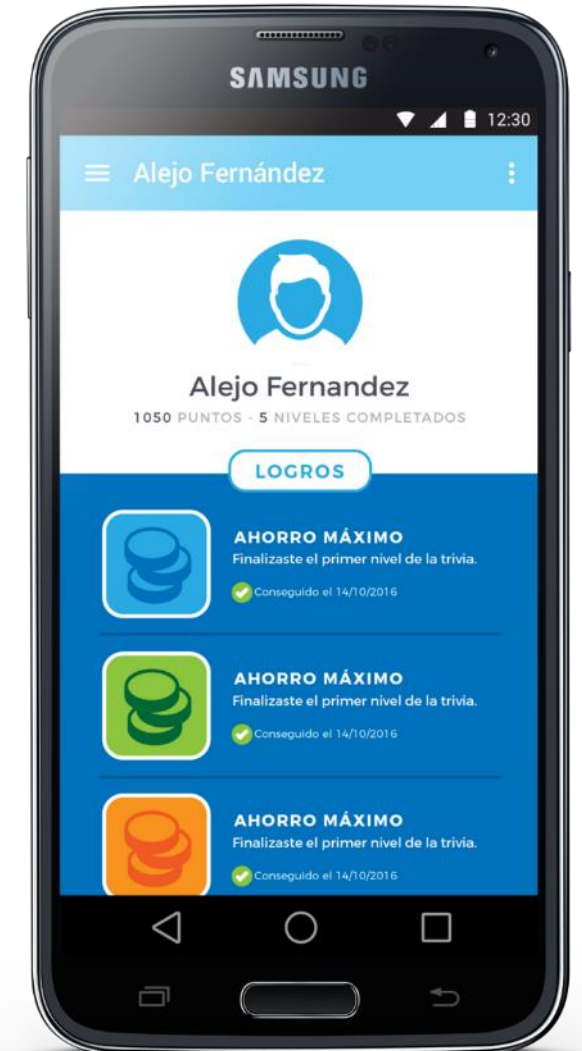 SAMSUNG
12:30
Alejo Fernández
Alejo Fernandez
1050 PUNTOS - 5 NIVELES COMPLETADOS
LOGROS
AHORRO MÁXIMO
Finalizaste el primer nivel de la trivia.
Conseguido el 14/10/2016
AHORRO MÁXIMO
Finalizaste el primer nivel de la trivia.
Conseguido el 14/10/2016
AHORRO MÁXIMO
Finalizaste el primer nivel de la trivia.
Conseguido el 14/10/2016